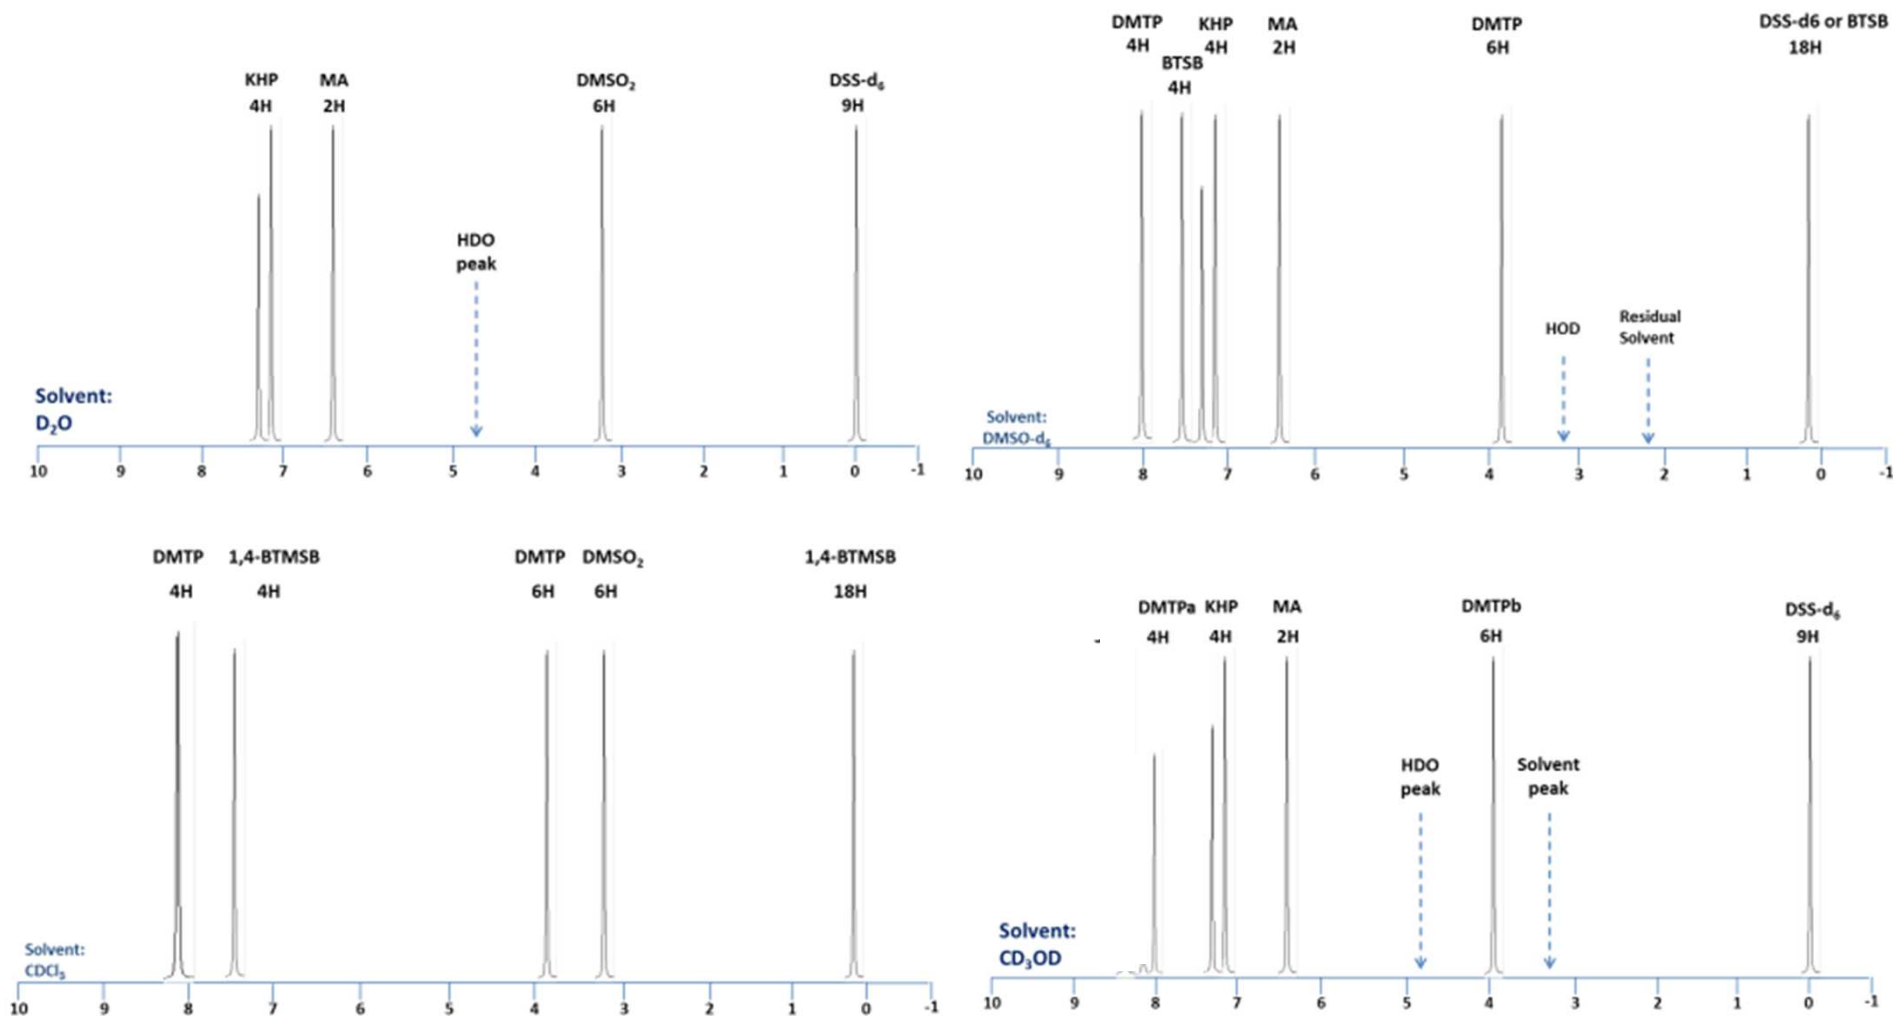 KHP MA DMSO₂ DSS-d₆
4H 2H 6H 9H
HDO
peak
Solvent:
D₂O
10 9 8 7 6 5 4 3 2 1 0 -1
DMTP KHP MA DMTP DSS-d6 or BTSB
4H 4H 2H 6H 18H
BTSB
4H
HOD
Residual
Solvent
Solvent:
DMSO-d₆
10 9 8 7 6 5 4 3 2 1 0 -1
DMTP 1,4-BTMSB DMTP DMSO₂ 1,4-BTMSB
4H 4H 6H 6H 18H
Solvent:
CDCl₃
10 9 8 7 6 5 4 3 2 1 0 -1
DMTPa KHP MA DMTPb DSS-d₆
4H 4H 2H 6H 9H
HDO
peak
Solvent
peak
Solvent:
CD₃OD
10 9 8 7 6 5 4 3 2 1 0 -1